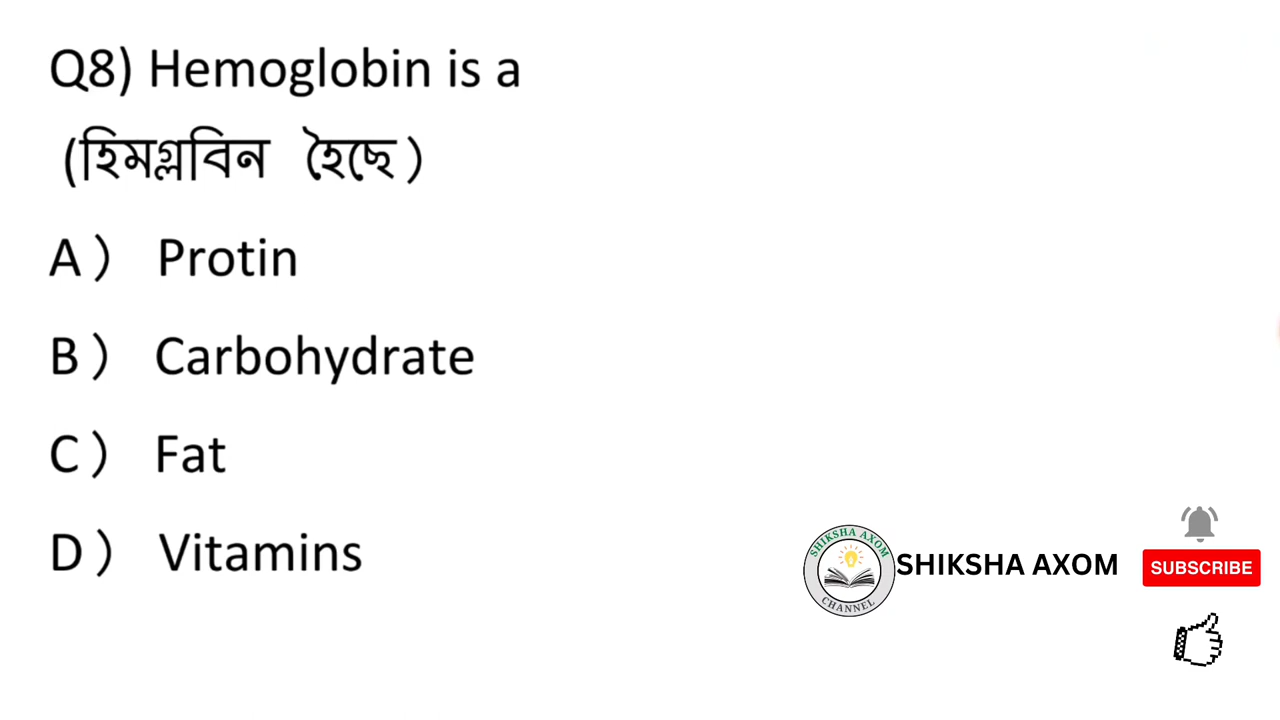 Q8) Hemoglobin is a
(হিমগ্লবিন হৈছে)
A) Protin
B) Carbohydrate
C) Fat
D) Vitamins
SHIKSHA AXOM
CHANNEL
SHIKSHA AXOM
SUBSCRIBE